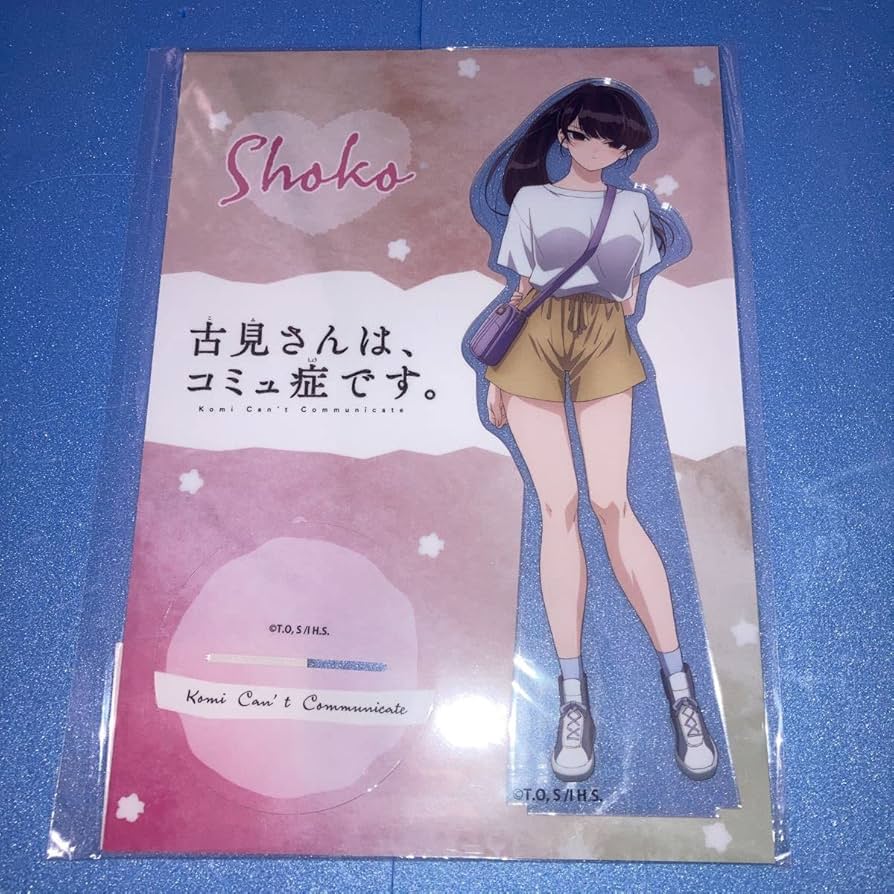 Shoko
古見さんは、
コミュ症です。
Komi Can't Communicate
©T.O, S /I H.S.
Komi Can't Communicate
©T.O, S /I H.S.